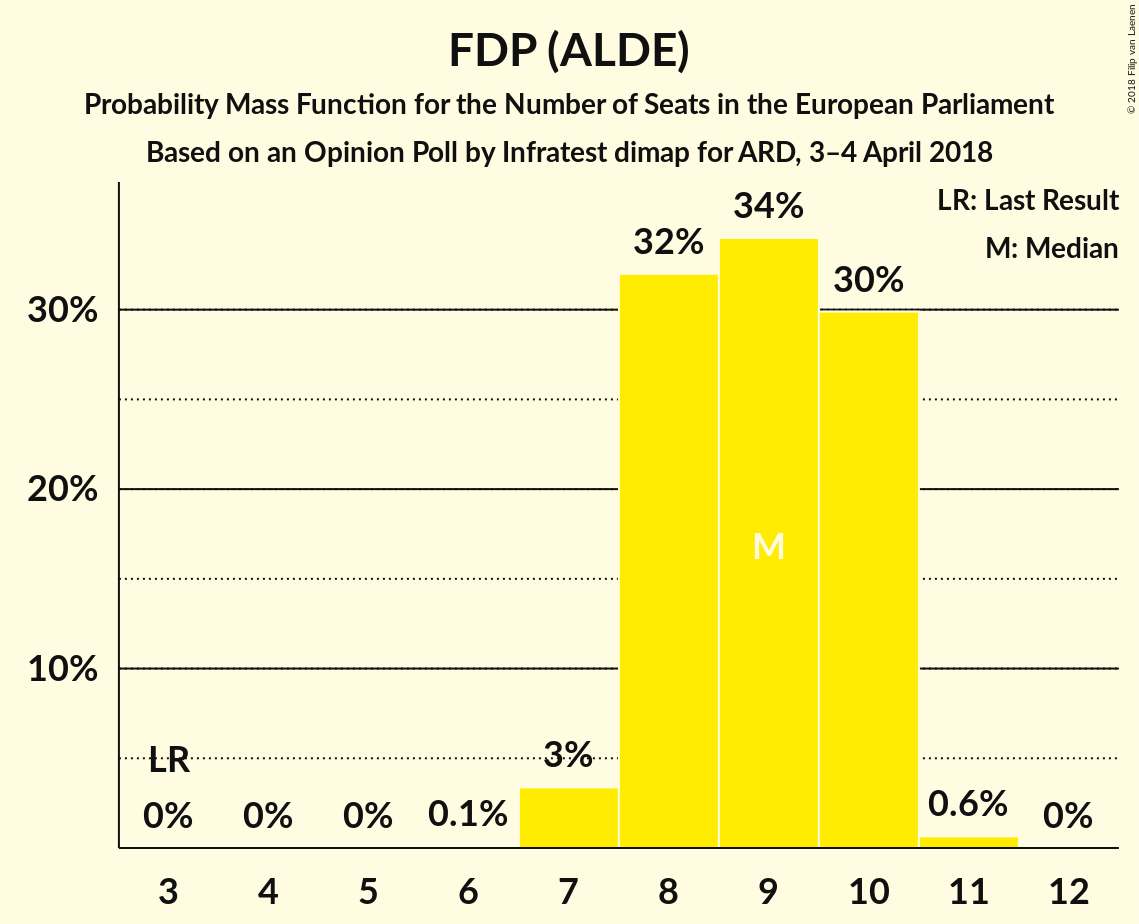 FDP (ALDE)
Probability Mass Function for the Number of Seats in the European Parliament
Based on an Opinion Poll by Infratest dimap for ARD, 3–4 April 2018
© 2018 Filip van Laenen
LR: Last Result
M: Median
34%
32%
30%
30%
20%
M
10%
LR
3%
0%
0%
0%
0.1%
0.6%
0%
3 4 5 6 7 8 9 10 11 12